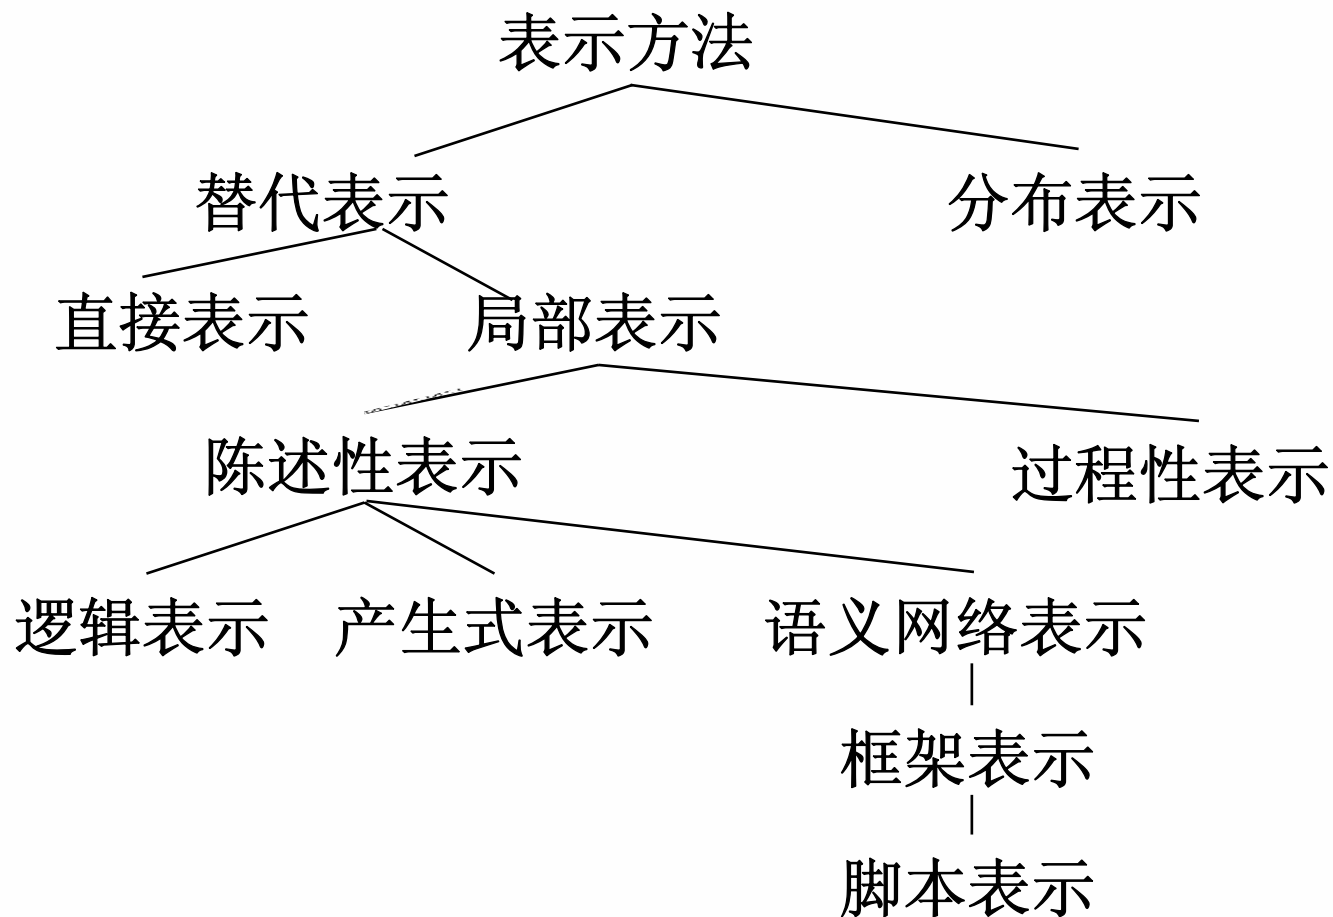 表示方法
替代表示
分布表示
直接表示
局部表示
陈述性表示
过程性表示
逻辑表示
产生式表示
语义网络表示
框架表示
脚本表示